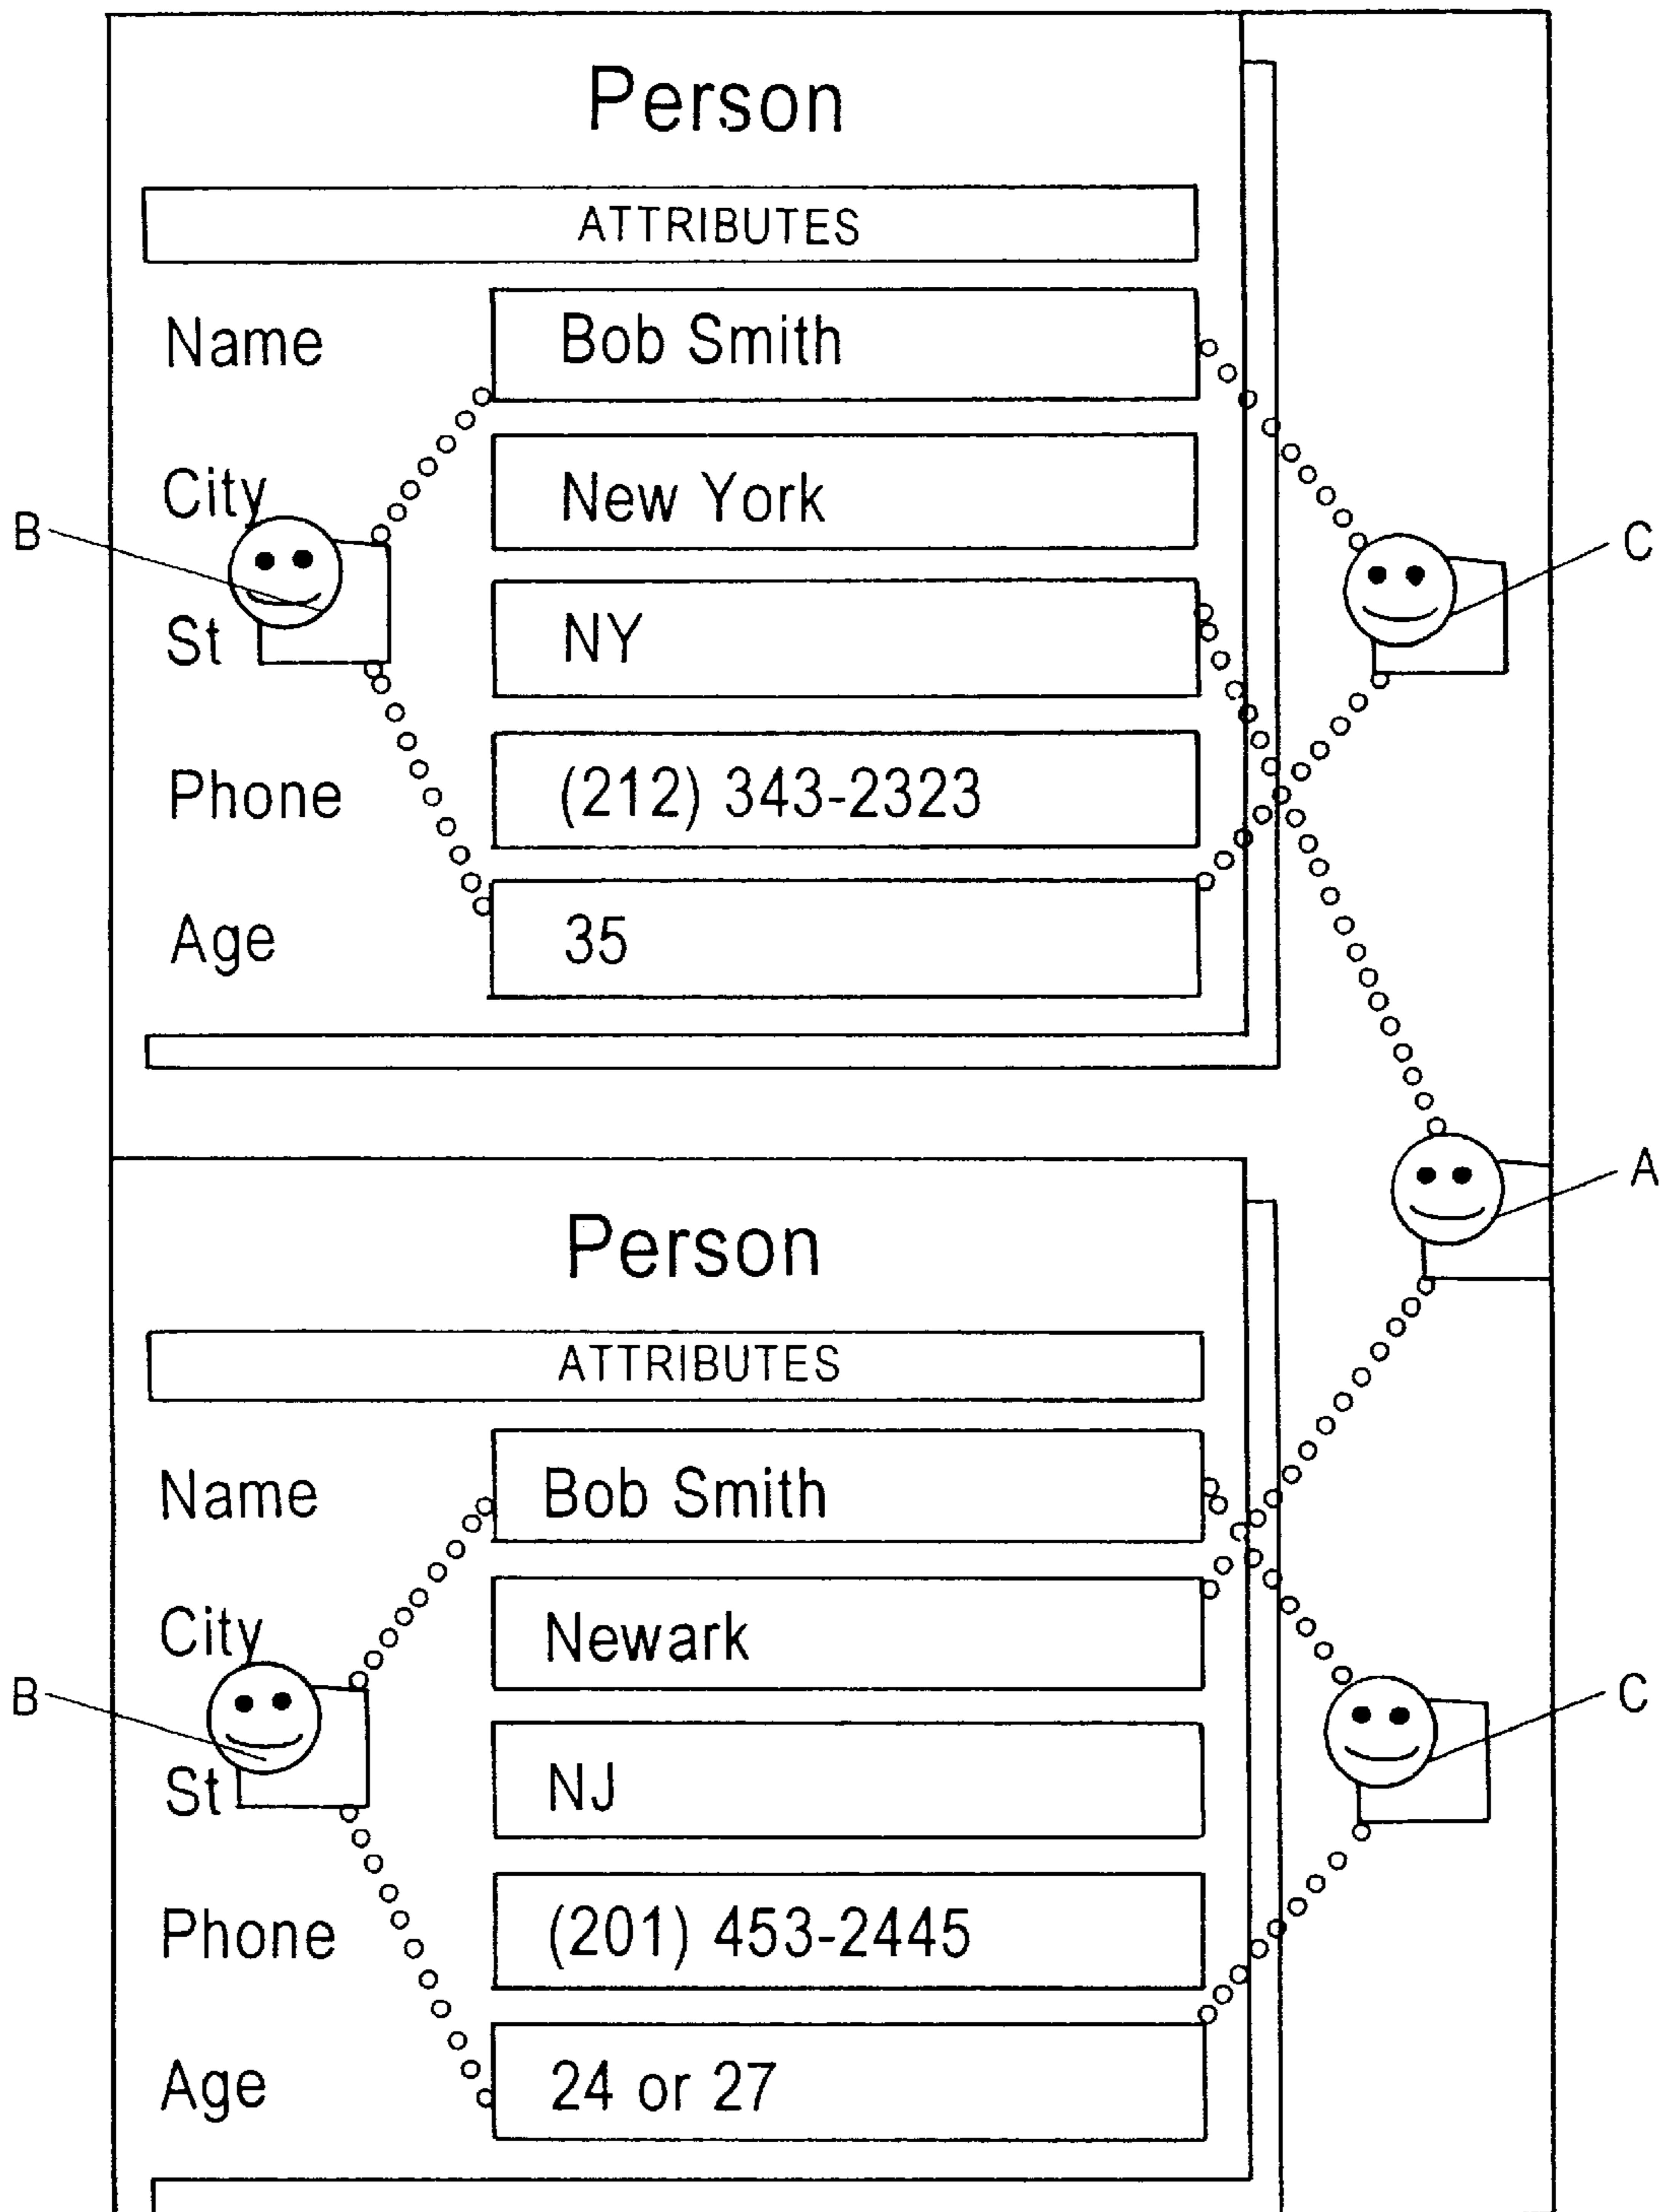 Person
ATTRIBUTES
Name Bob Smith
City New York
B
C
St NY
Phone (212) 343-2323
Age 35
A
Person
ATTRIBUTES
Name Bob Smith
City Newark
B
C
St NJ
Phone (201) 453-2445
Age 24 or 27